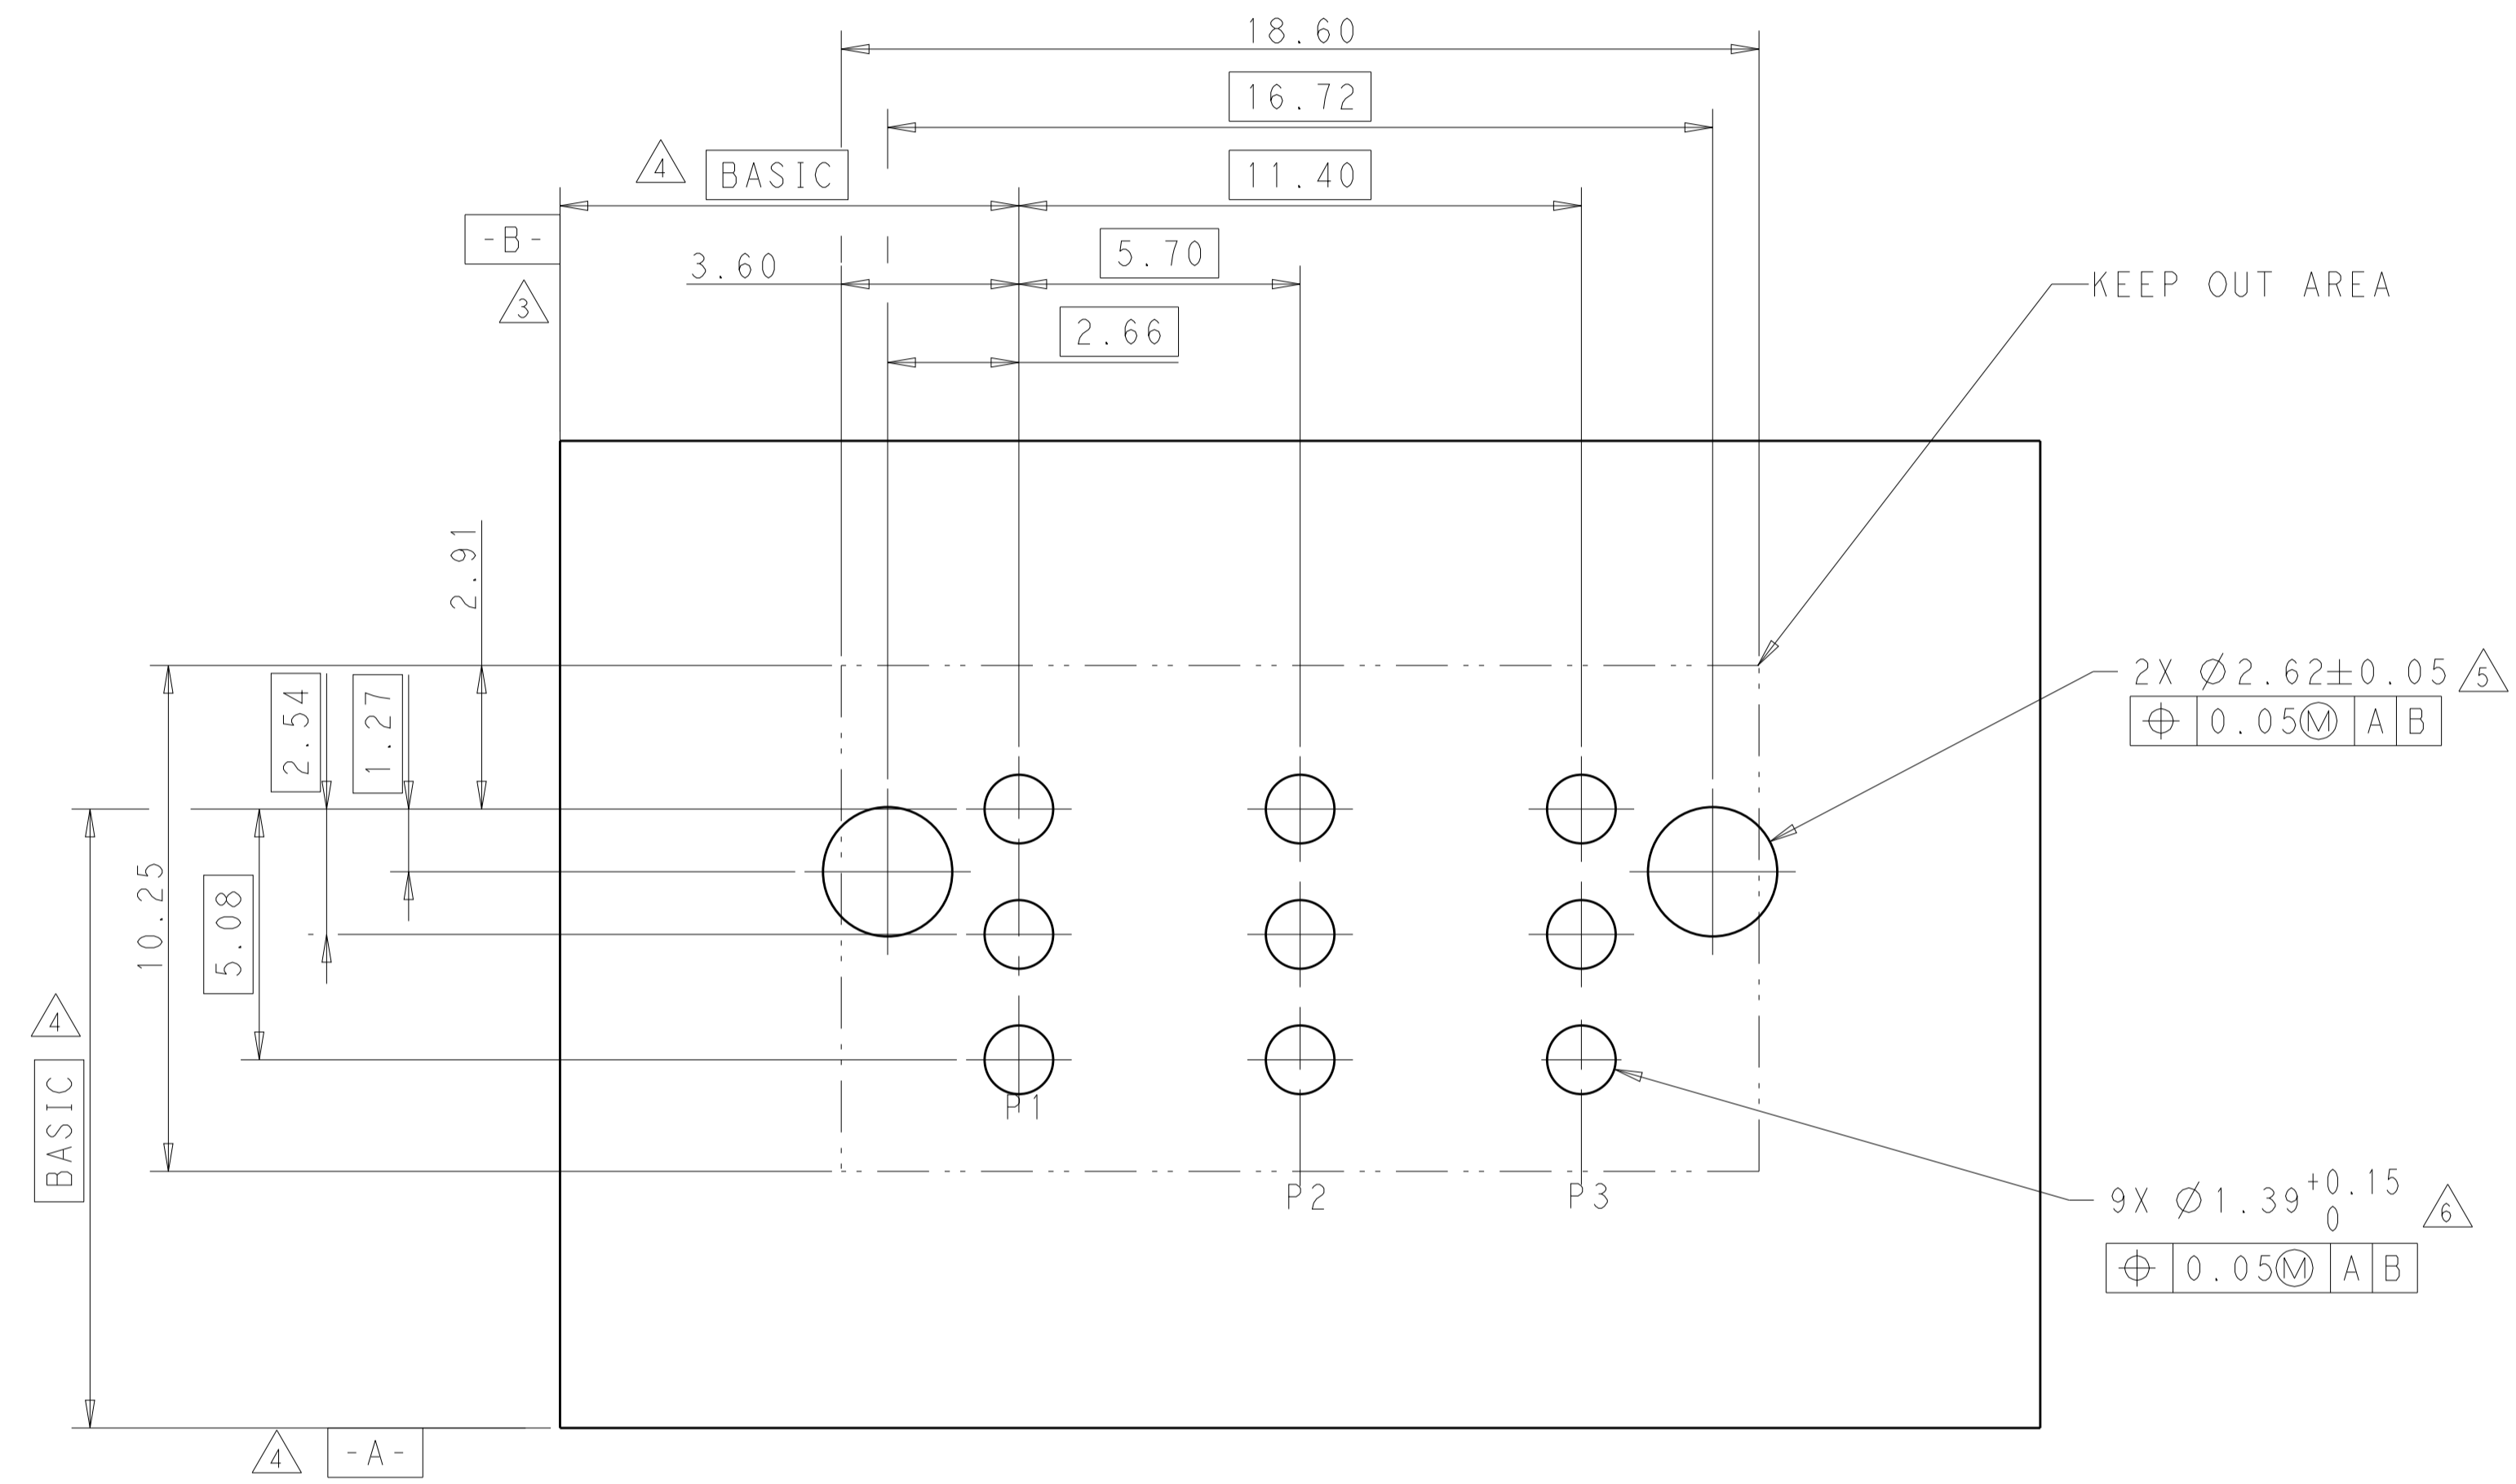 18.60
16.72
4 BASIC
11.40
-B-
3.60
5.70
3
2.66
KEEP OUT AREA
2.91
2.54
1.27
2X Ø2.62±0.05 5
⌖ 0.05Ⓜ A B
10.25
5.08
4
BASIC
P1
P2
P3
9X Ø1.39 +0.15 6
0
⌖ 0.05Ⓜ A B
4 -A-